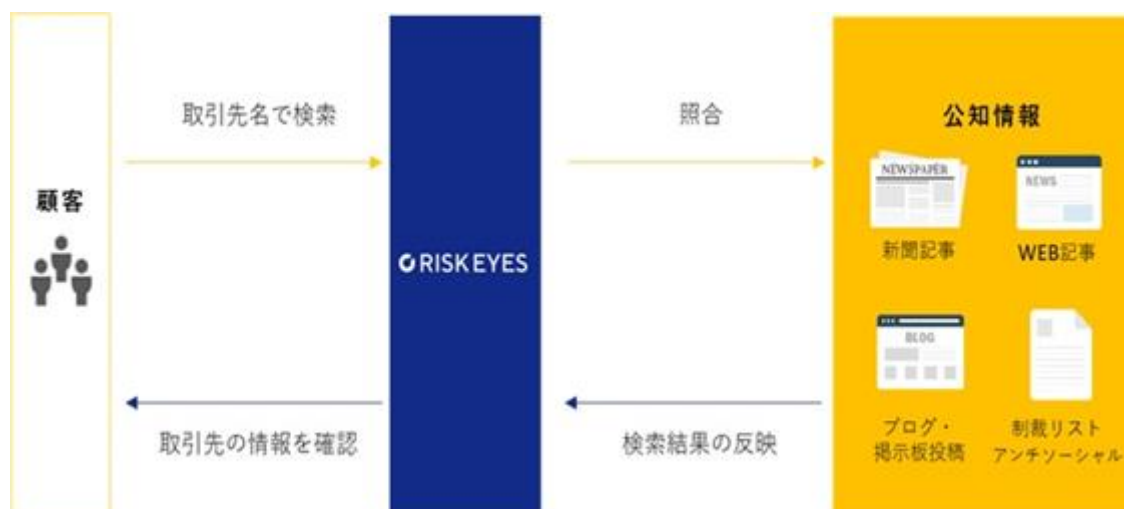 取引先名で検索
照合
公知情報
NEWSPAPER
NEWS
顧客
新聞記事
WEB記事
RISK EYES
BLOG
取引先の情報を確認
検索結果の反映
ブログ・
掲示板投稿
制裁リスト
アンチソーシャル